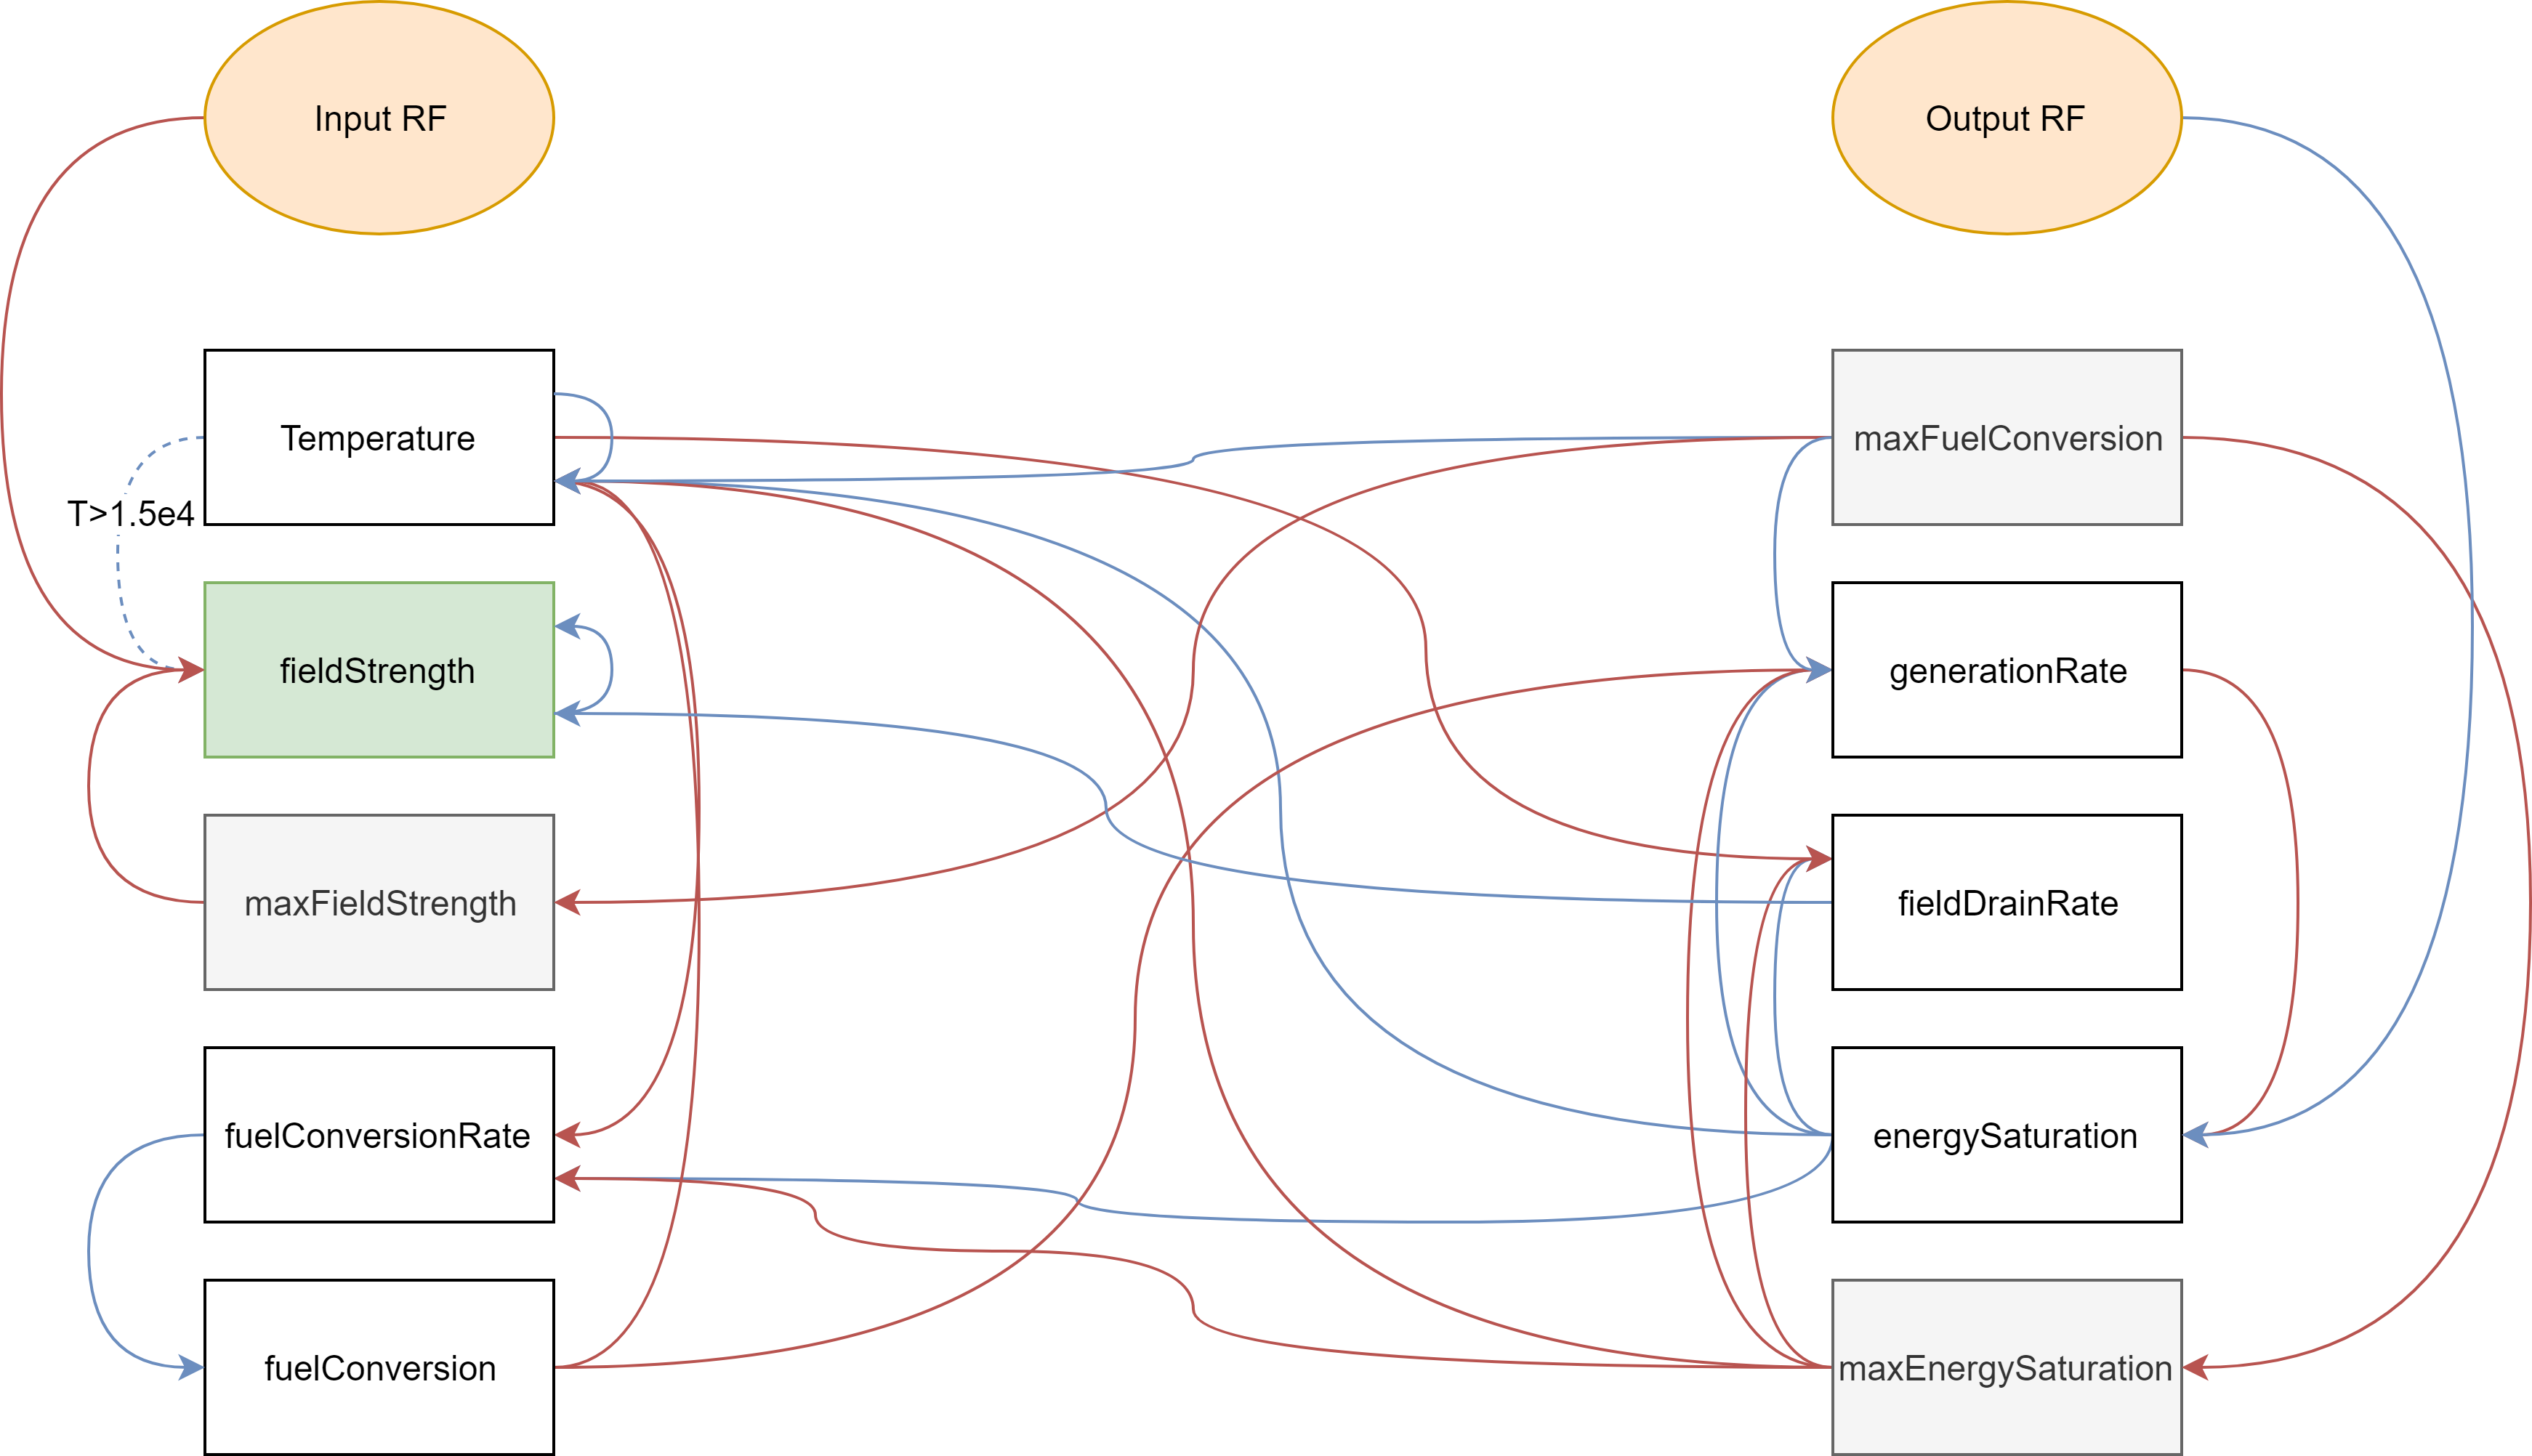 Input RF
Output RF
Temperature
maxFuelConversion
T>1.5e4
fieldStrength
generationRate
maxFieldStrength
fieldDrainRate
fuelConversionRate
energySaturation
fuelConversion
maxEnergySaturation